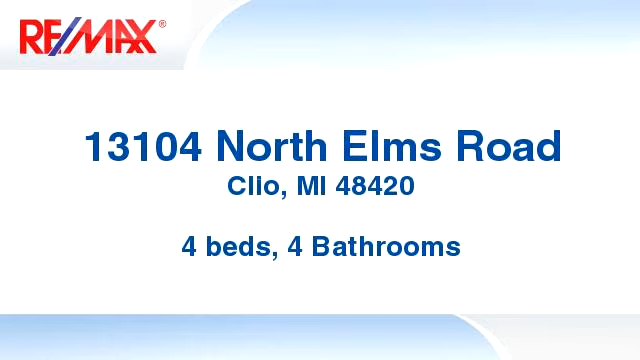 RE/MAX®
13104 North Elms Road
Clio, MI 48420
4 beds, 4 Bathrooms